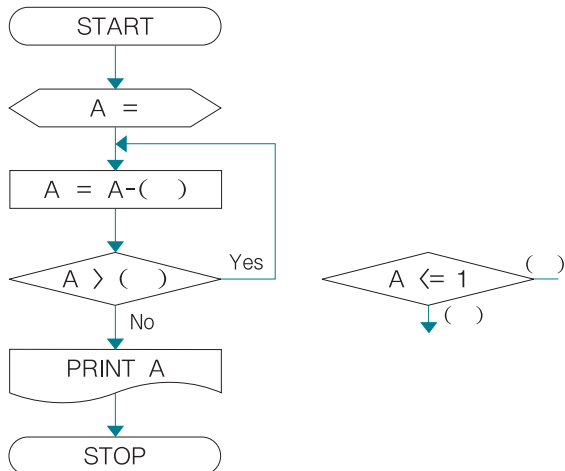 START
A =
A = A-( )
A > ( )
Yes
No
PRINT A
STOP
A <= 1
( )
( )